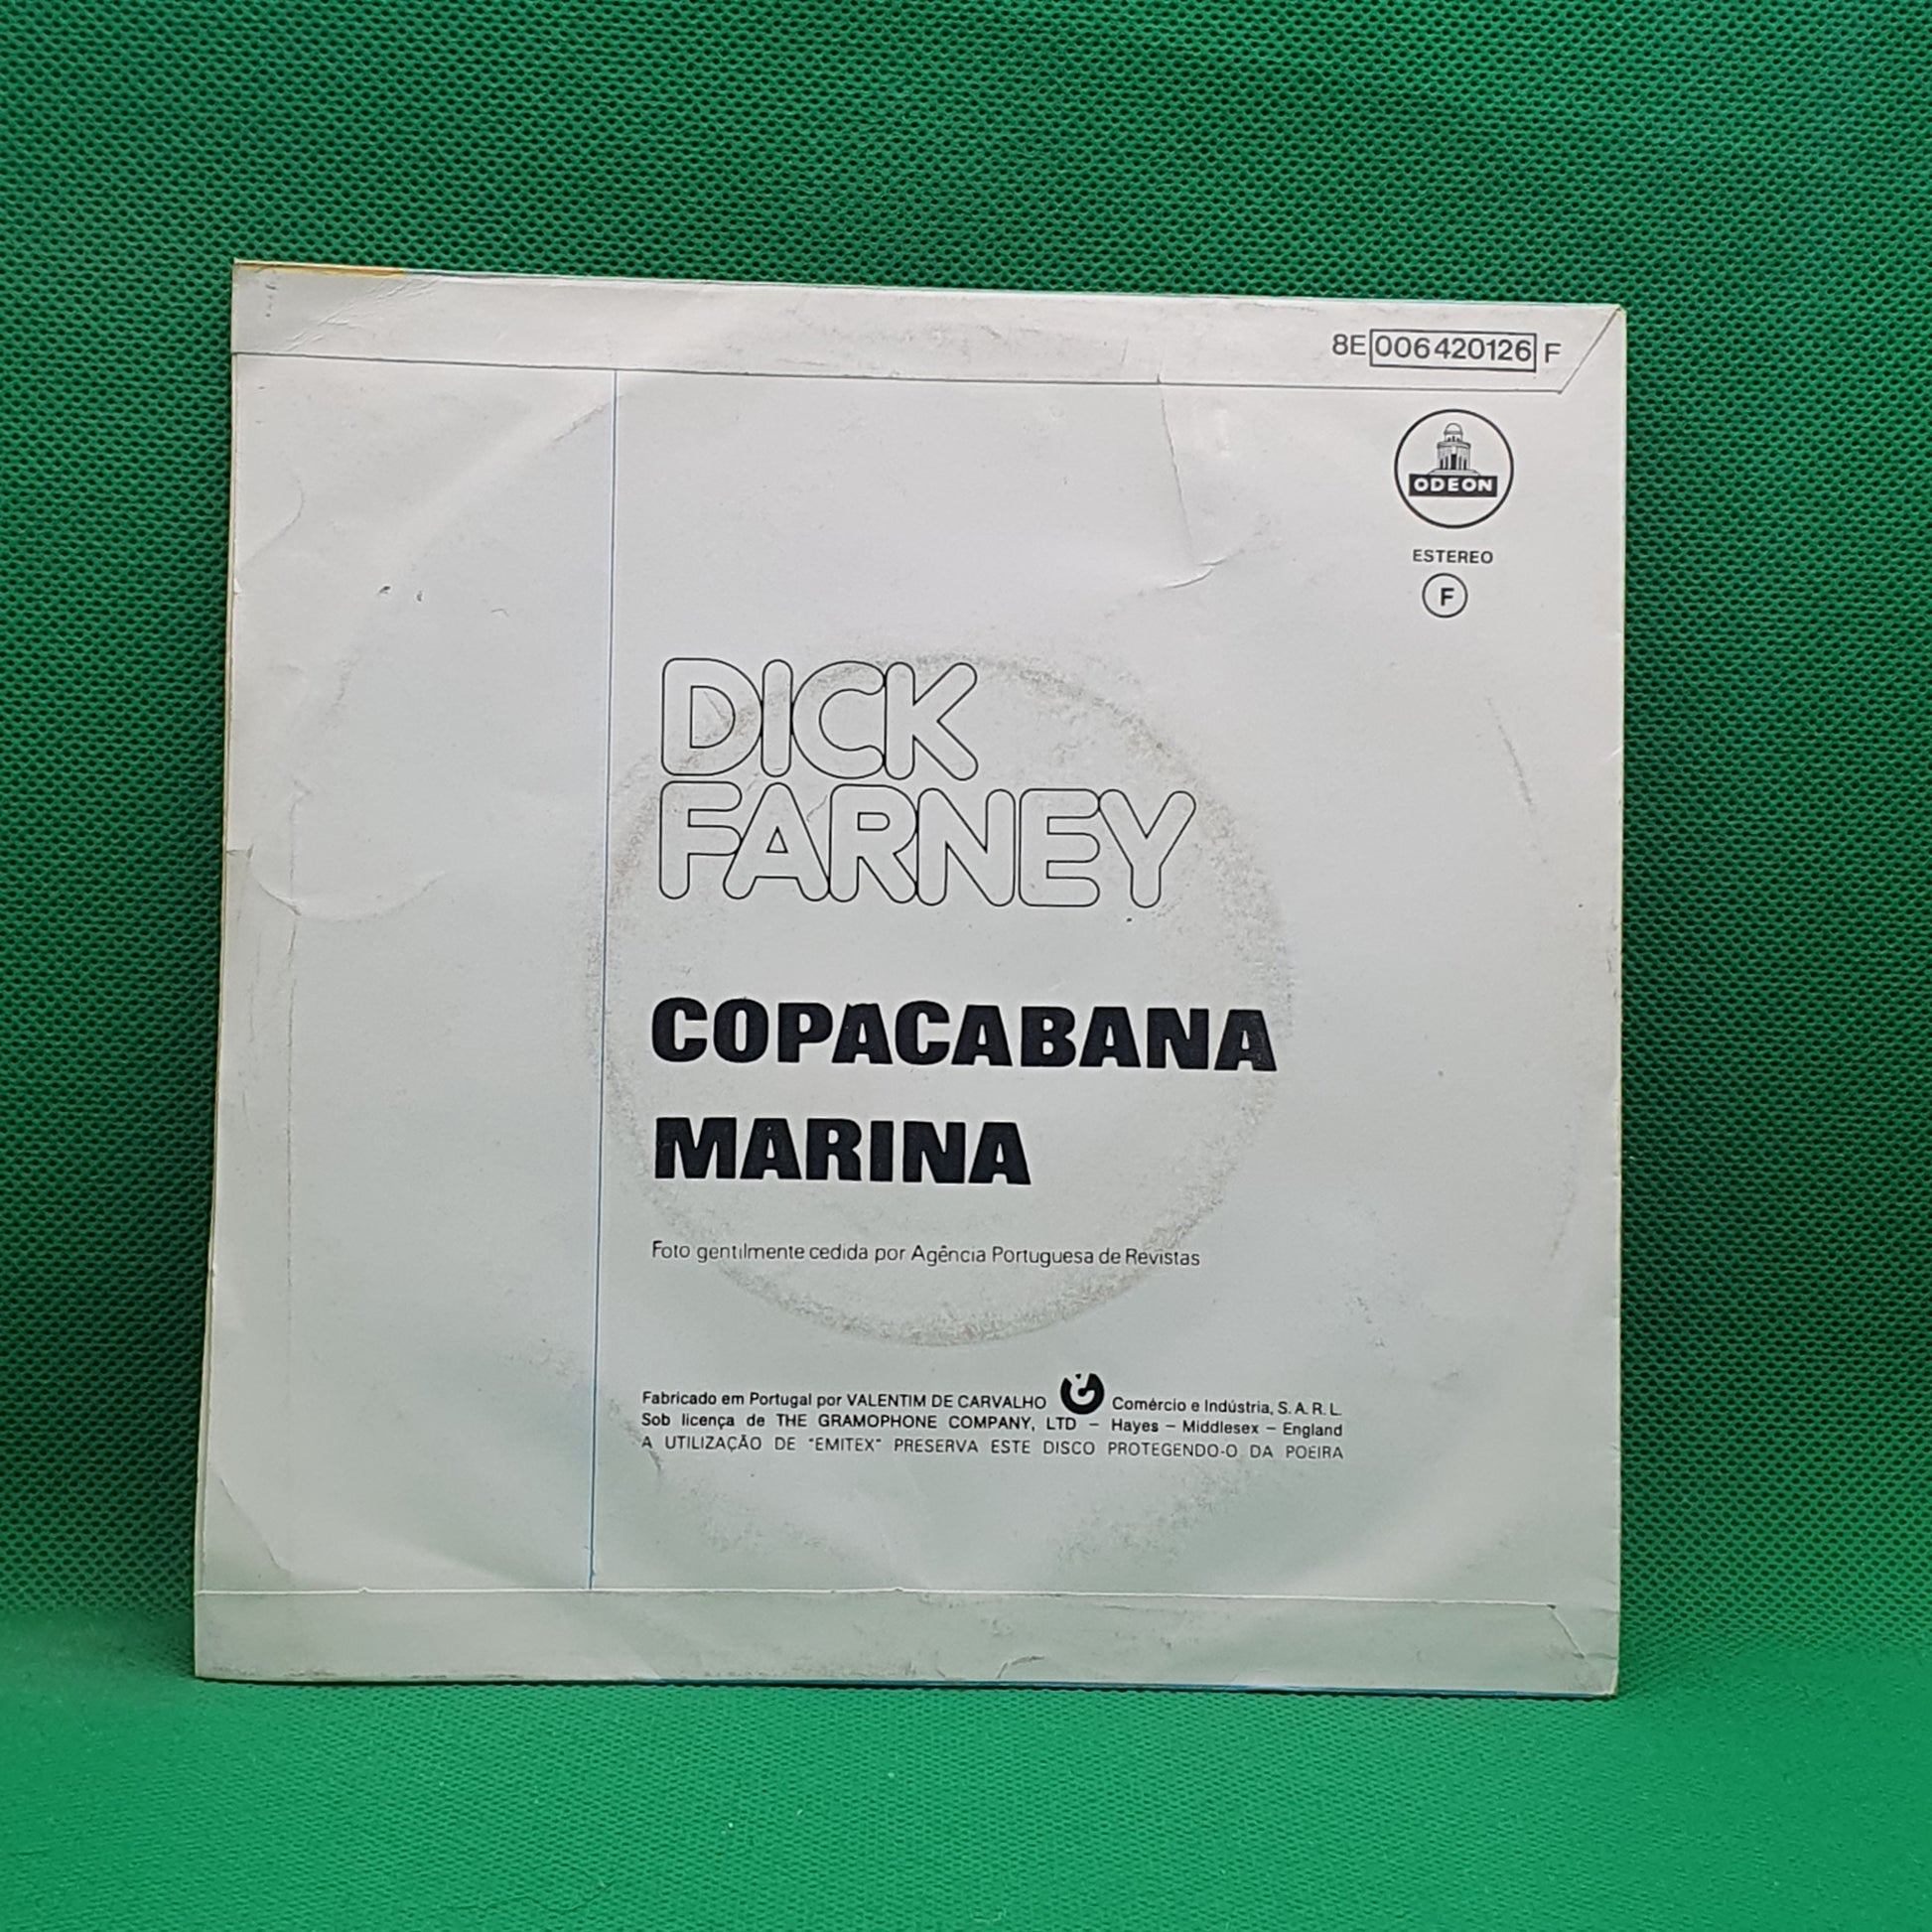 8E 006 420126 F
ODEON
ESTEREO
F
DICK
FARNEY
COPACABANA
MARINA
Foto gentilmente cedida por Agência Portuguesa de Revistas
Fabricado em Portugal por VALENTIM DE CARVALHO Comércio e Indústria, S. A. R. L.
Sob licença de THE GRAMOPHONE COMPANY, LTD – Hayes – Middlesex – England
A UTILIZAÇÃO DE "EMITEX" PRESERVA ESTE DISCO PROTEGENDO-O DA POEIRA